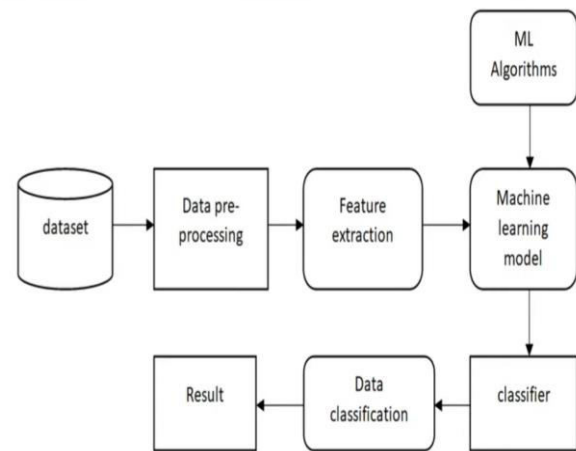 ML
Algorithms
dataset
Data pre-
processing
Feature
extraction
Machine
learning
model
Result
Data
classification
classifier